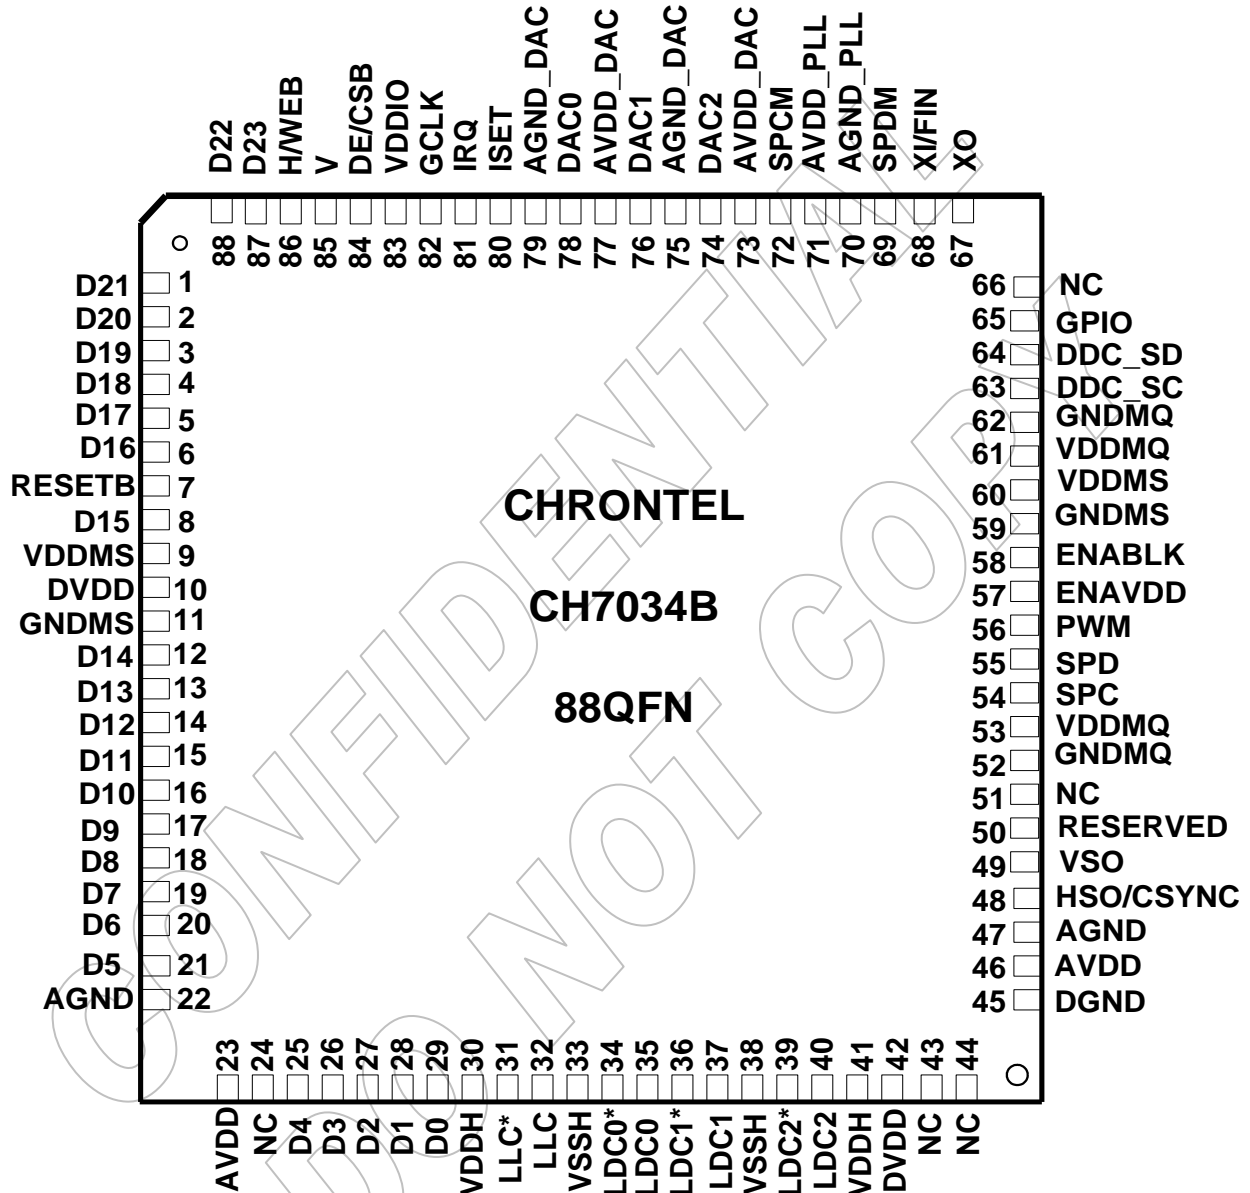 D22
D23
H/WEB
V
DE/CSB
VDDIO
GCLK
IRQ
ISET
AGND_DAC
DAC0
AVDD_DAC
DAC1
AGND_DAC
DAC2
AVDD_DAC
SPCM
AVDD_PLL
AGND_PLL
SPDM
XI/FIN
XO
88
87
86
85
84
83
82
81
80
79
78
77
76
75
74
73
72
71
70
69
68
67
D21 1
D20 2
D19 3
D18 4
D17 5
D16 6
RESETB 7
D15 8
VDDMS 9
DVDD 10
GNDMS 11
D14 12
D13 13
D12 14
D11 15
D10 16
D9 17
D8 18
D7 19
D6 20
D5 21
AGND 22
CHRONTEL
CH7034B
88QFN
66 NC
65 GPIO
64 DDC_SD
63 DDC_SC
62 GNDMQ
61 VDDMQ
60 VDDMS
59 GNDMS
58 ENABLK
57 ENAVDD
56 PWM
55 SPD
54 SPC
53 VDDMQ
52 GNDMQ
51 NC
50 RESERVED
49 VSO
48 HSO/CSYNC
47 AGND
46 AVDD
45 DGND
23
24
25
26
27
28
29
30
31
32
33
34
35
36
37
38
39
40
41
42
43
44
AVDD
NC
D4
D3
D2
D1
D0
VDDH
LLC*
LLC
VSSH
LDC0*
LDC0
LDC1*
LDC1
VSSH
LDC2*
LDC2
VDDH
DVDD
NC
NC
CONFIDENTIAL
DO NOT COPY